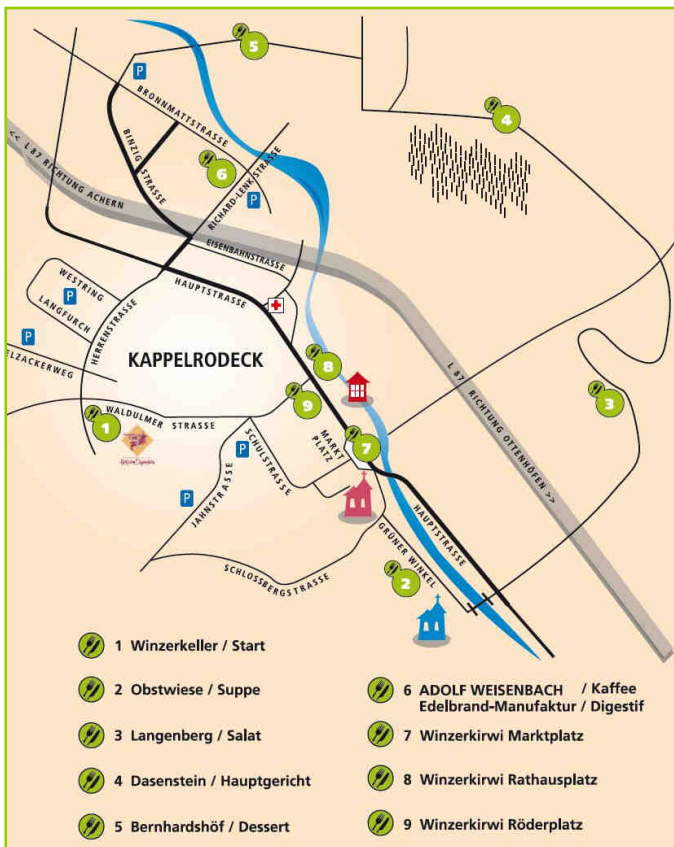 5
P
BRONNMATTSTRASSE
4
BINZIG STRASSE
6
RICHARD-LENK-STRASSE
P
<< L 87 RICHTUNG ACHERN
EISENBAHNSTRASSE
WESTRING
P
LANGFURCH
HERRENSTRASSE
HAUPTSTRASSE
P
ELZACKERWEG
KAPPELRODECK
8
L 87 RICHTUNG OTTENHÖFEN >>
3
9
1
WALDULMER STRASSE
MARKT
PLATZ
7
P
SCHULSTRASSE
P
JAHNSTRASSE
HAUPTSTRASSE
GRÜNER WINKEL
SCHLOSSBERGSTRASSE
2
1 Winzerkeller / Start
2 Obstwiese / Suppe
3 Langenberg / Salat
4 Dasenstein / Hauptgericht
5 Bernhardshöf / Dessert
6 ADOLF WEISENBACH / Kaffee
Edelbrand-Manufaktur / Digestif
7 Winzerkirwi Marktplatz
8 Winzerkirwi Rathausplatz
9 Winzerkirwi Röderplatz